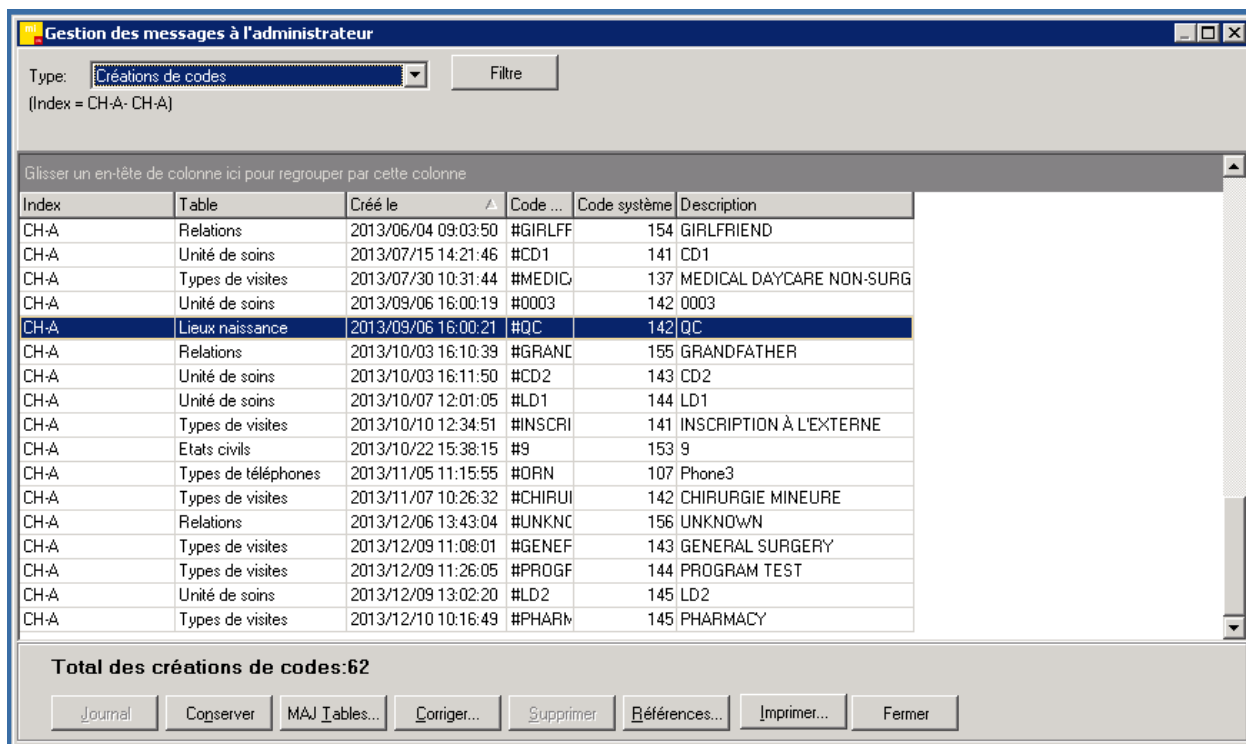 Gestion des messages à l'administrateur
Type: Créations de codes Filtre
(Index = CH-A- CH-A)
Glisser un en-tête de colonne ici pour regrouper par cette colonne
Index Table Créé le Code ... Code système Description
CH-A Relations 2013/06/04 09:03:50 #GIRLFF 154 GIRLFRIEND
CH-A Unité de soins 2013/07/15 14:21:46 #CD1 141 CD1
CH-A Types de visites 2013/07/30 10:31:44 #MEDIC 137 MEDICAL DAYCARE NON-SURG
CH-A Unité de soins 2013/09/06 16:00:19 #0003 142 0003
CH-A Lieux naissance 2013/09/06 16:00:21 #QC 142 QC
CH-A Relations 2013/10/03 16:10:39 #GRAND 155 GRANDFATHER
CH-A Unité de soins 2013/10/03 16:11:50 #CD2 143 CD2
CH-A Unité de soins 2013/10/07 12:01:05 #LD1 144 LD1
CH-A Types de visites 2013/10/10 12:34:51 #INSCRI 141 INSCRIPTION À L'EXTERNE
CH-A Etats civils 2013/10/22 15:38:15 #9 153 9
CH-A Types de téléphones 2013/11/05 11:15:55 #ORN 107 Phone3
CH-A Types de visites 2013/11/07 10:26:32 #CHIRUI 142 CHIRURGIE MINEURE
CH-A Relations 2013/12/06 13:43:04 #UNKNO 156 UNKNOWN
CH-A Types de visites 2013/12/09 11:08:01 #GENEF 143 GENERAL SURGERY
CH-A Types de visites 2013/12/09 11:26:05 #PROGF 144 PROGRAM TEST
CH-A Unité de soins 2013/12/09 13:02:20 #LD2 145 LD2
CH-A Types de visites 2013/12/10 10:16:49 #PHARM 145 PHARMACY
Total des créations de codes:62
Journal Conserver MAJ Tables... Corriger... Supprimer Références... Imprimer... Fermer